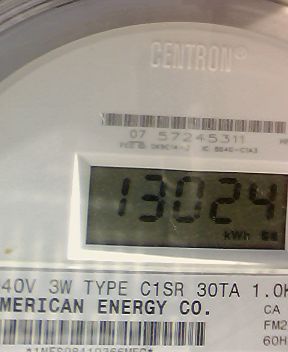 CENTRON®
07 57245311
13024
kWh
40V 3W TYPE C1SR 30TA 1.0K
MERICAN ENERGY CO.
CA
FM2
60H